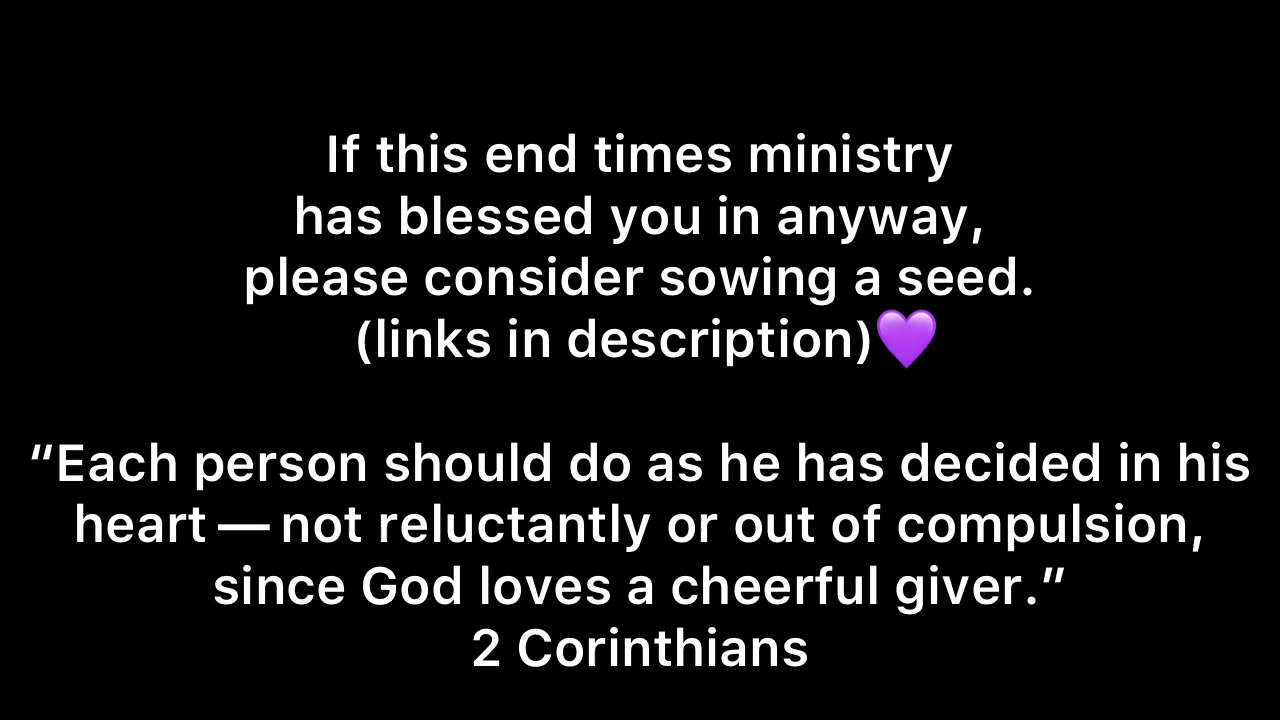 If this end times ministry
has blessed you in anyway,
please consider sowing a seed.
(links in description)💜
“Each person should do as he has decided in his
heart — not reluctantly or out of compulsion,
since God loves a cheerful giver.”
2 Corinthians